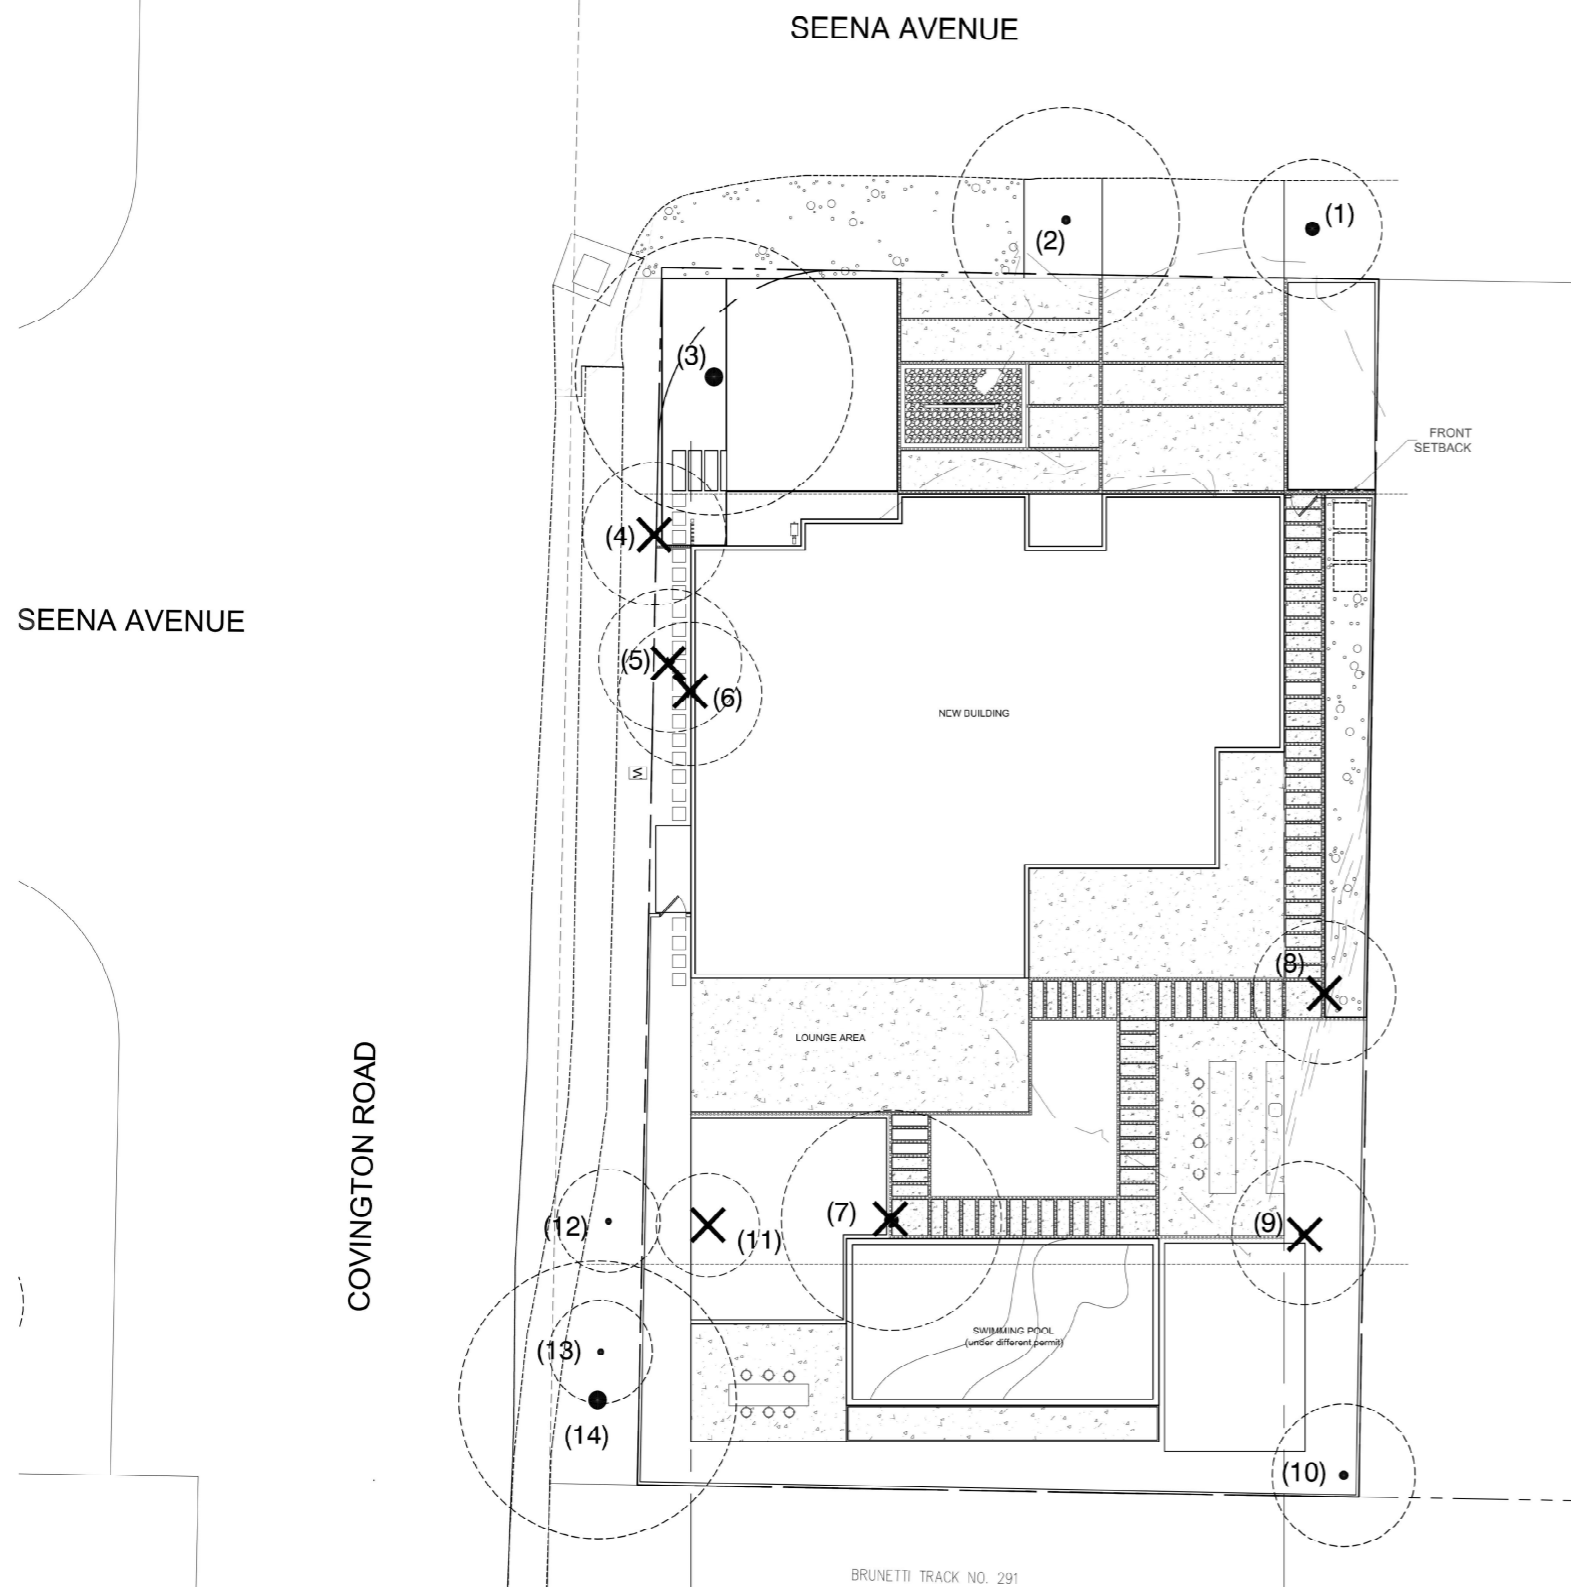 SEENA AVENUE
(1)
(2)
(3)
FRONT
SETBACK
(4)
SEENA AVENUE
(5)
(6)
NEW BUILDING
M
(8)
LOUNGE AREA
COVINGTON ROAD
(7)
(9)
(12)
(11)
SWIMMING POOL
(under different permit)
(13)
(14)
(10)
BRUNETTI TRACK NO. 291